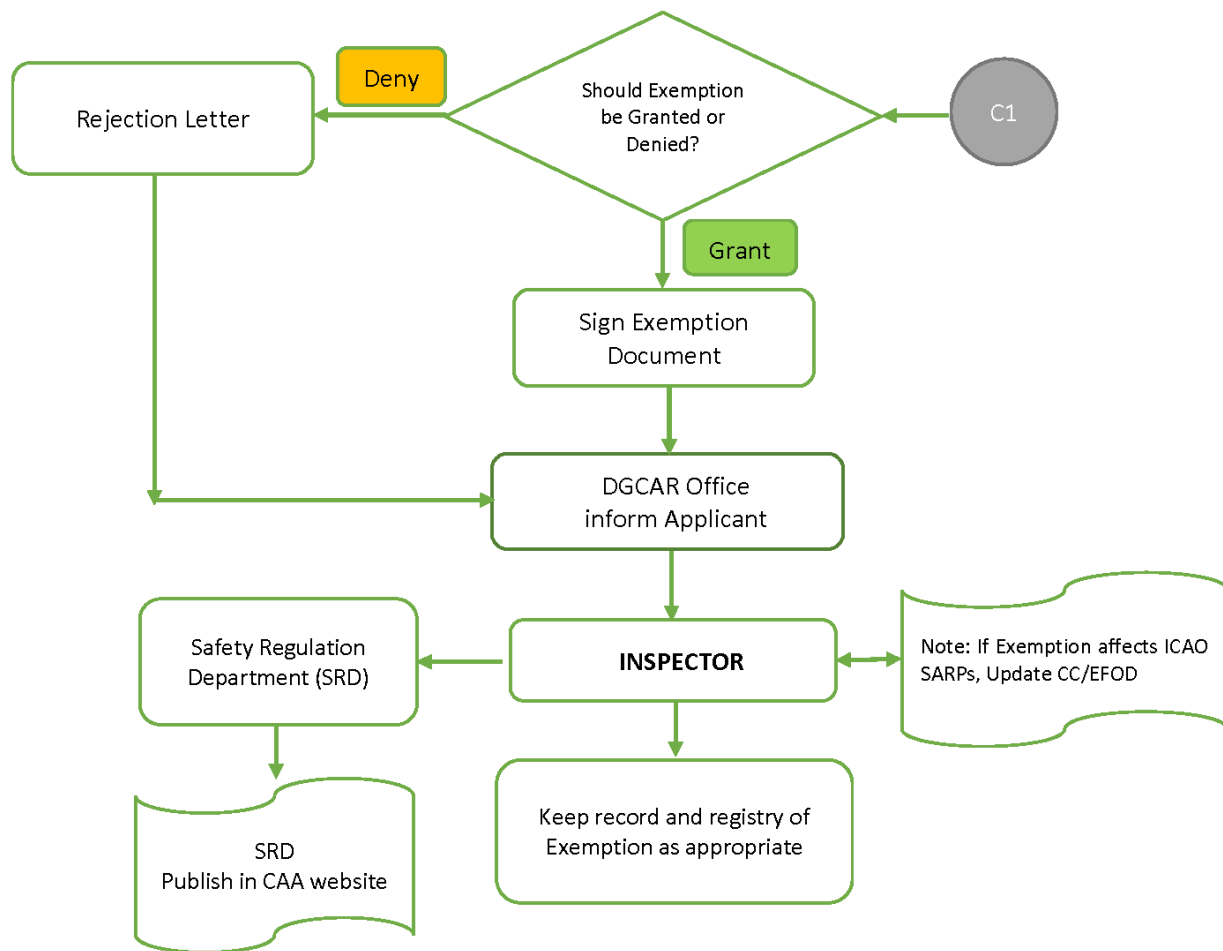 Deny
Rejection Letter
Should Exemption
be Granted or
Denied?
C1
Grant
Sign Exemption
Document
DGCAR Office
inform Applicant
Safety Regulation
Department (SRD)
INSPECTOR
Note: If Exemption affects ICAO
SARPs, Update CC/EFOD
SRD
Publish in CAA website
Keep record and registry of
Exemption as appropriate